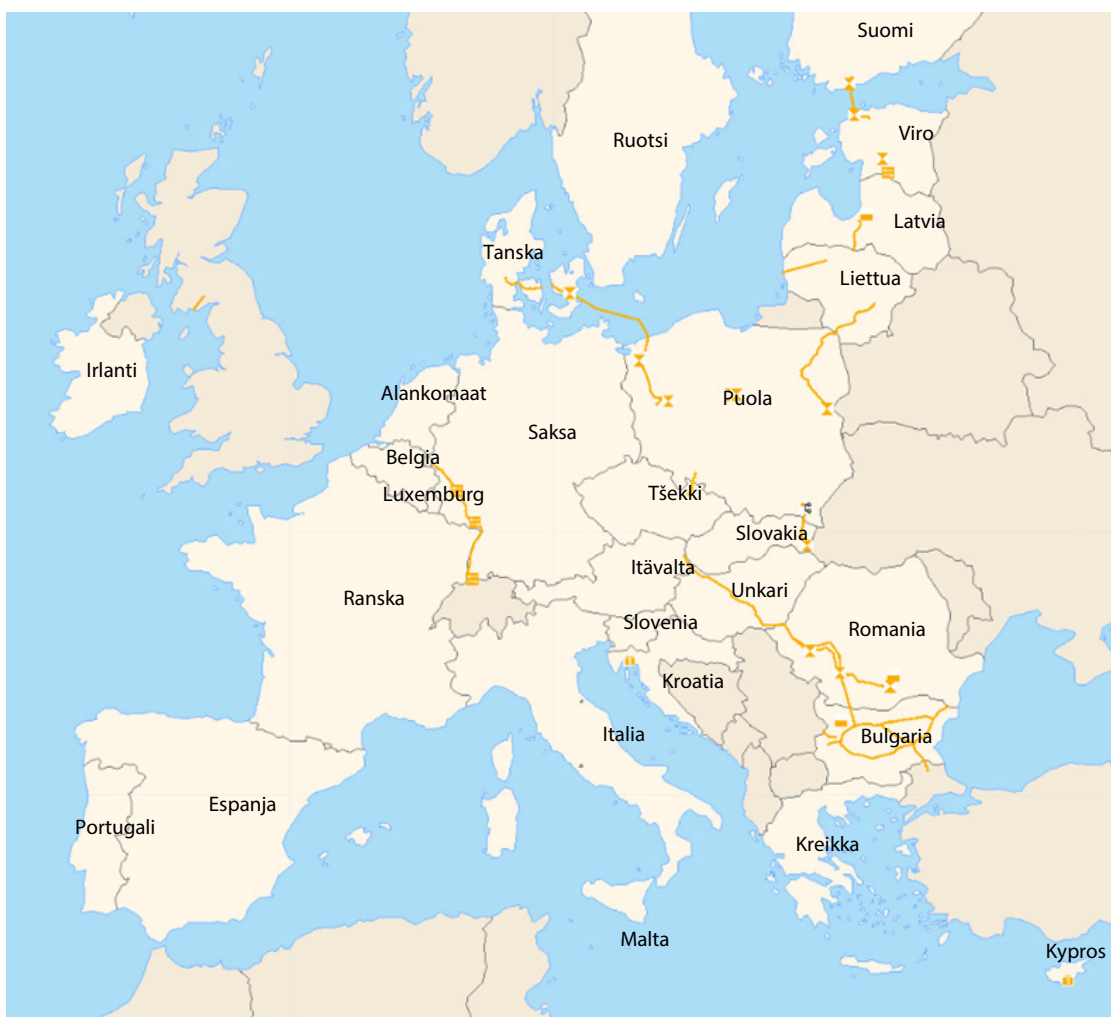 Suomi
Viro
Ruotsi
Latvia
Tanska
Liettua
Irlanti
Alankomaat
Puola
Saksa
Belgia
Luxemburg
Tšekki
Slovakia
Itävalta
Unkari
Ranska
Slovenia
Romania
Kroatia
Italia
Bulgaria
Espanja
Portugali
Kreikka
Malta
Kypros